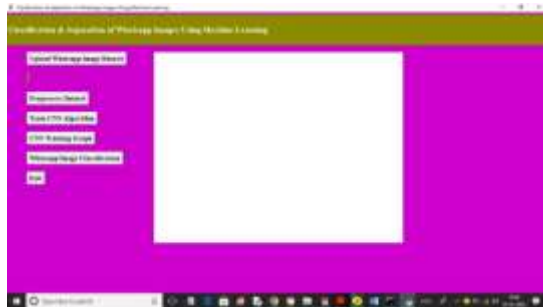 Classification & Separation of Whatsapp Images Using Machine Learning
Upload Whatsapp Image Dataset
Preprocess Dataset
Train CNN Algorithm
CNN Training Graph
Whatsapp Image Classification
Exit